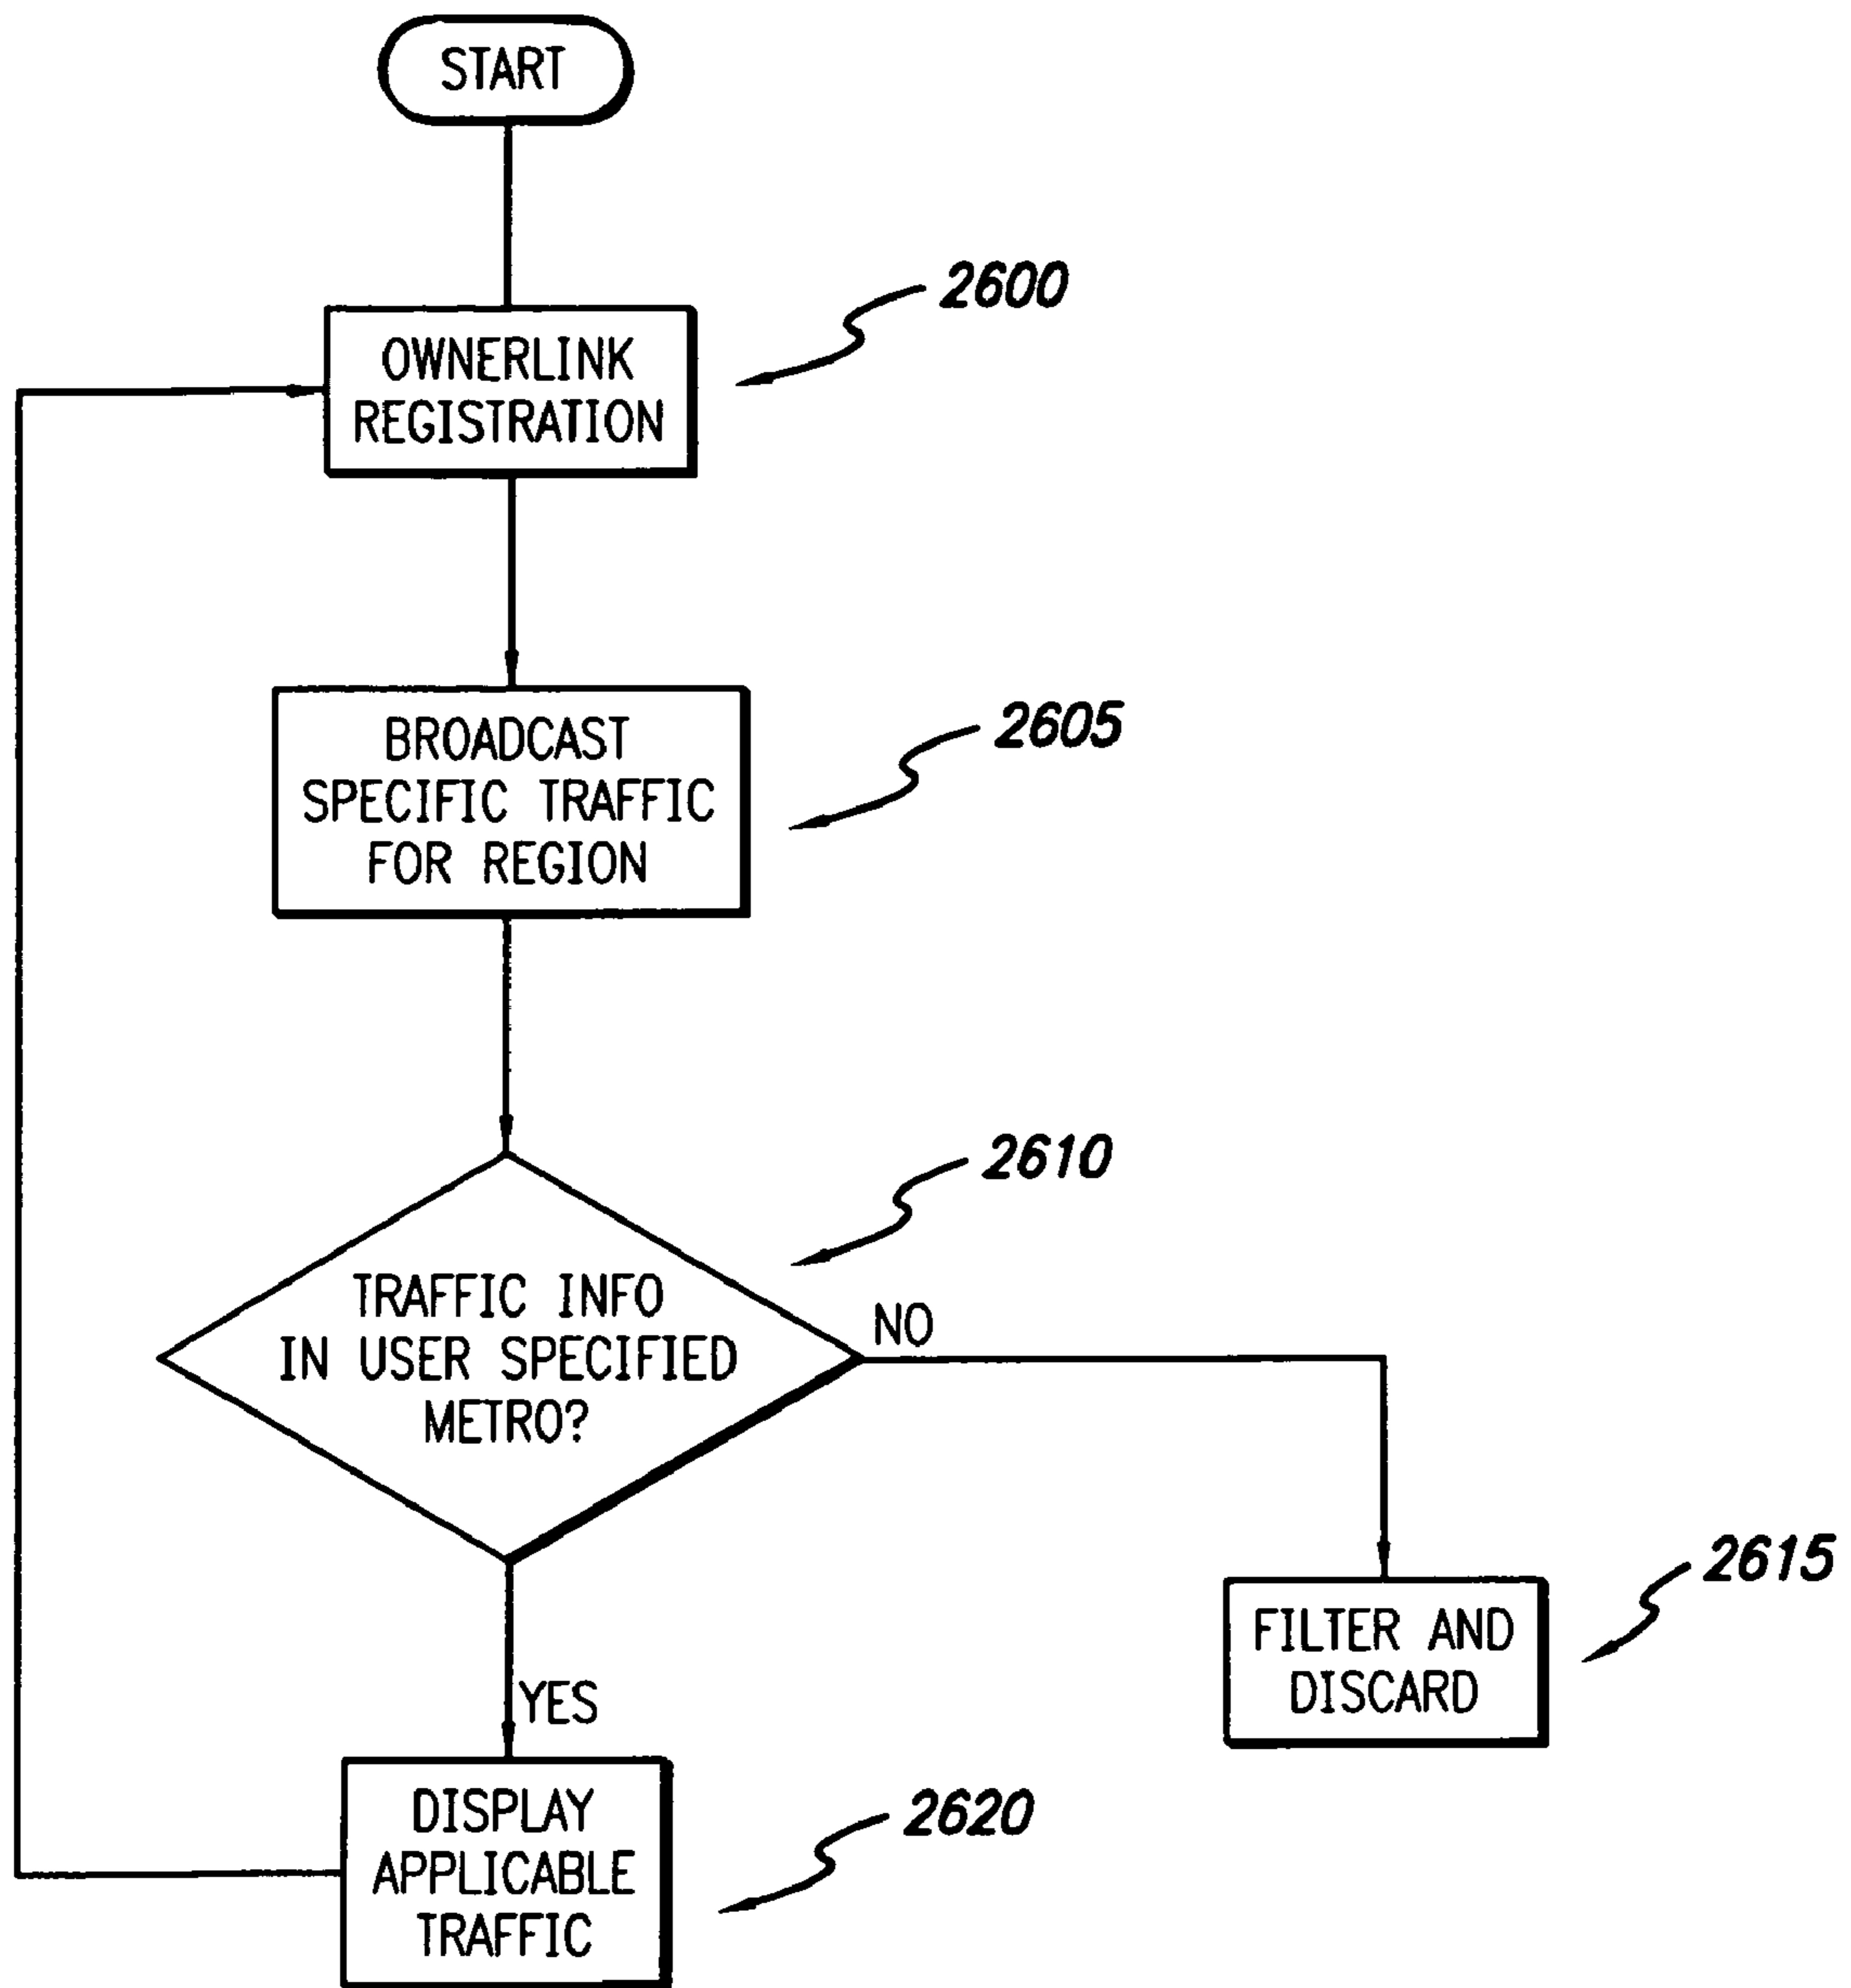 START
2600
OWNERLINK
REGISTRATION
2605
BROADCAST
SPECIFIC TRAFFIC
FOR REGION
2610
TRAFFIC INFO
IN USER SPECIFIED
METRO?
NO
2615
FILTER AND
DISCARD
YES
2620
DISPLAY
APPLICABLE
TRAFFIC